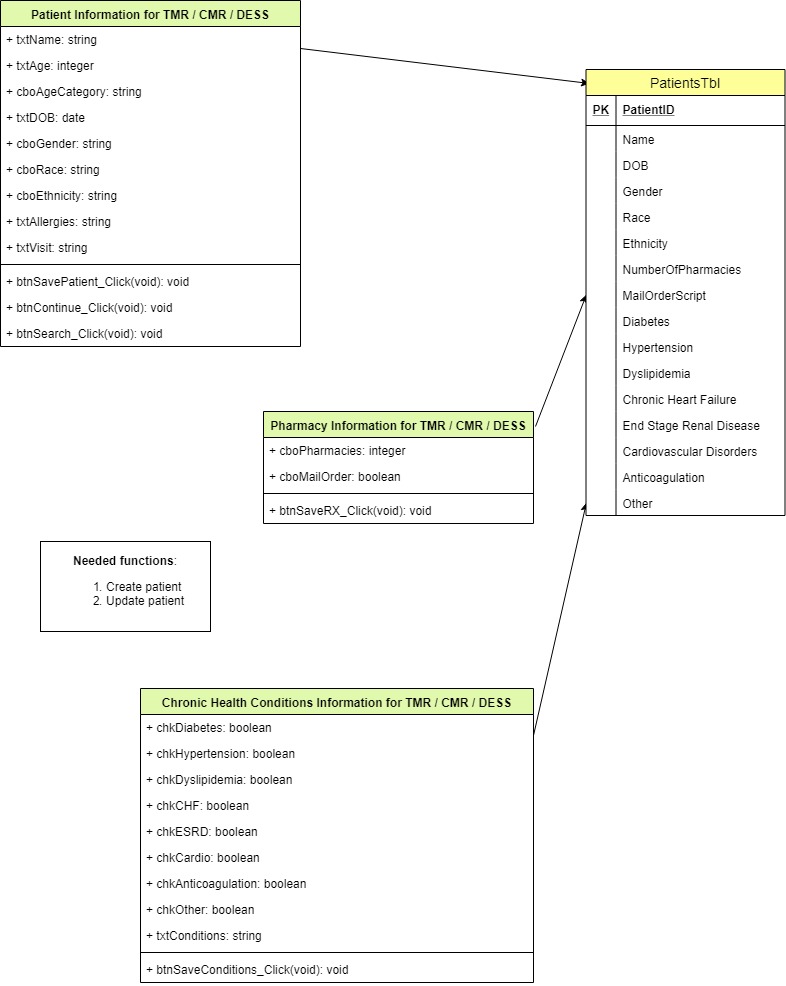 Patient Information for TMR / CMR / DESS
+ txtName: string
+ txtAge: integer
+ cboAgeCategory: string
+ txtDOB: date
+ cboGender: string
+ cboRace: string
+ cboEthnicity: string
+ txtAllergies: string
+ txtVisit: string
+ btnSavePatient_Click(void): void
+ btnContinue_Click(void): void
+ btnSearch_Click(void): void
PatientsTbl
PK PatientID
Name
DOB
Gender
Race
Ethnicity
NumberOfPharmacies
MailOrderScript
Diabetes
Hypertension
Dyslipidemia
Chronic Heart Failure
End Stage Renal Disease
Cardiovascular Disorders
Anticoagulation
Other
Pharmacy Information for TMR / CMR / DESS
+ cboPharmacies: integer
+ cboMailOrder: boolean
+ btnSaveRX_Click(void): void
Needed functions:
1. Create patient
2. Update patient
Chronic Health Conditions Information for TMR / CMR / DESS
+ chkDiabetes: boolean
+ chkHypertension: boolean
+ chkDyslipidemia: boolean
+ chkCHF: boolean
+ chkESRD: boolean
+ chkCardio: boolean
+ chkAnticoagulation: boolean
+ chkOther: boolean
+ txtConditions: string
+ btnSaveConditions_Click(void): void